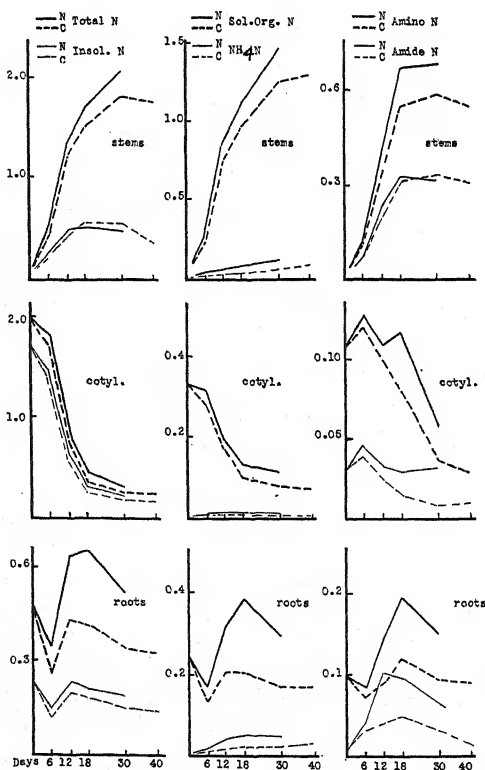 N Total N
C
N Insol. N
C
2.0
1.0
stems
N Sol.Org. N
C
N NH4N
C
1.5
1.0
0.5
stems
N Amino N
C
N Amide N
C
0.6
0.3
stems
2.0
1.0
cotyl.
0.4
0.2
cotyl.
0.10
0.05
cotyl.
0.6
0.3
roots
Days 6 12 18 30 40
0.4
0.2
roots
6 12 18 30 40
0.2
0.1
roots
6 12 18 30 40